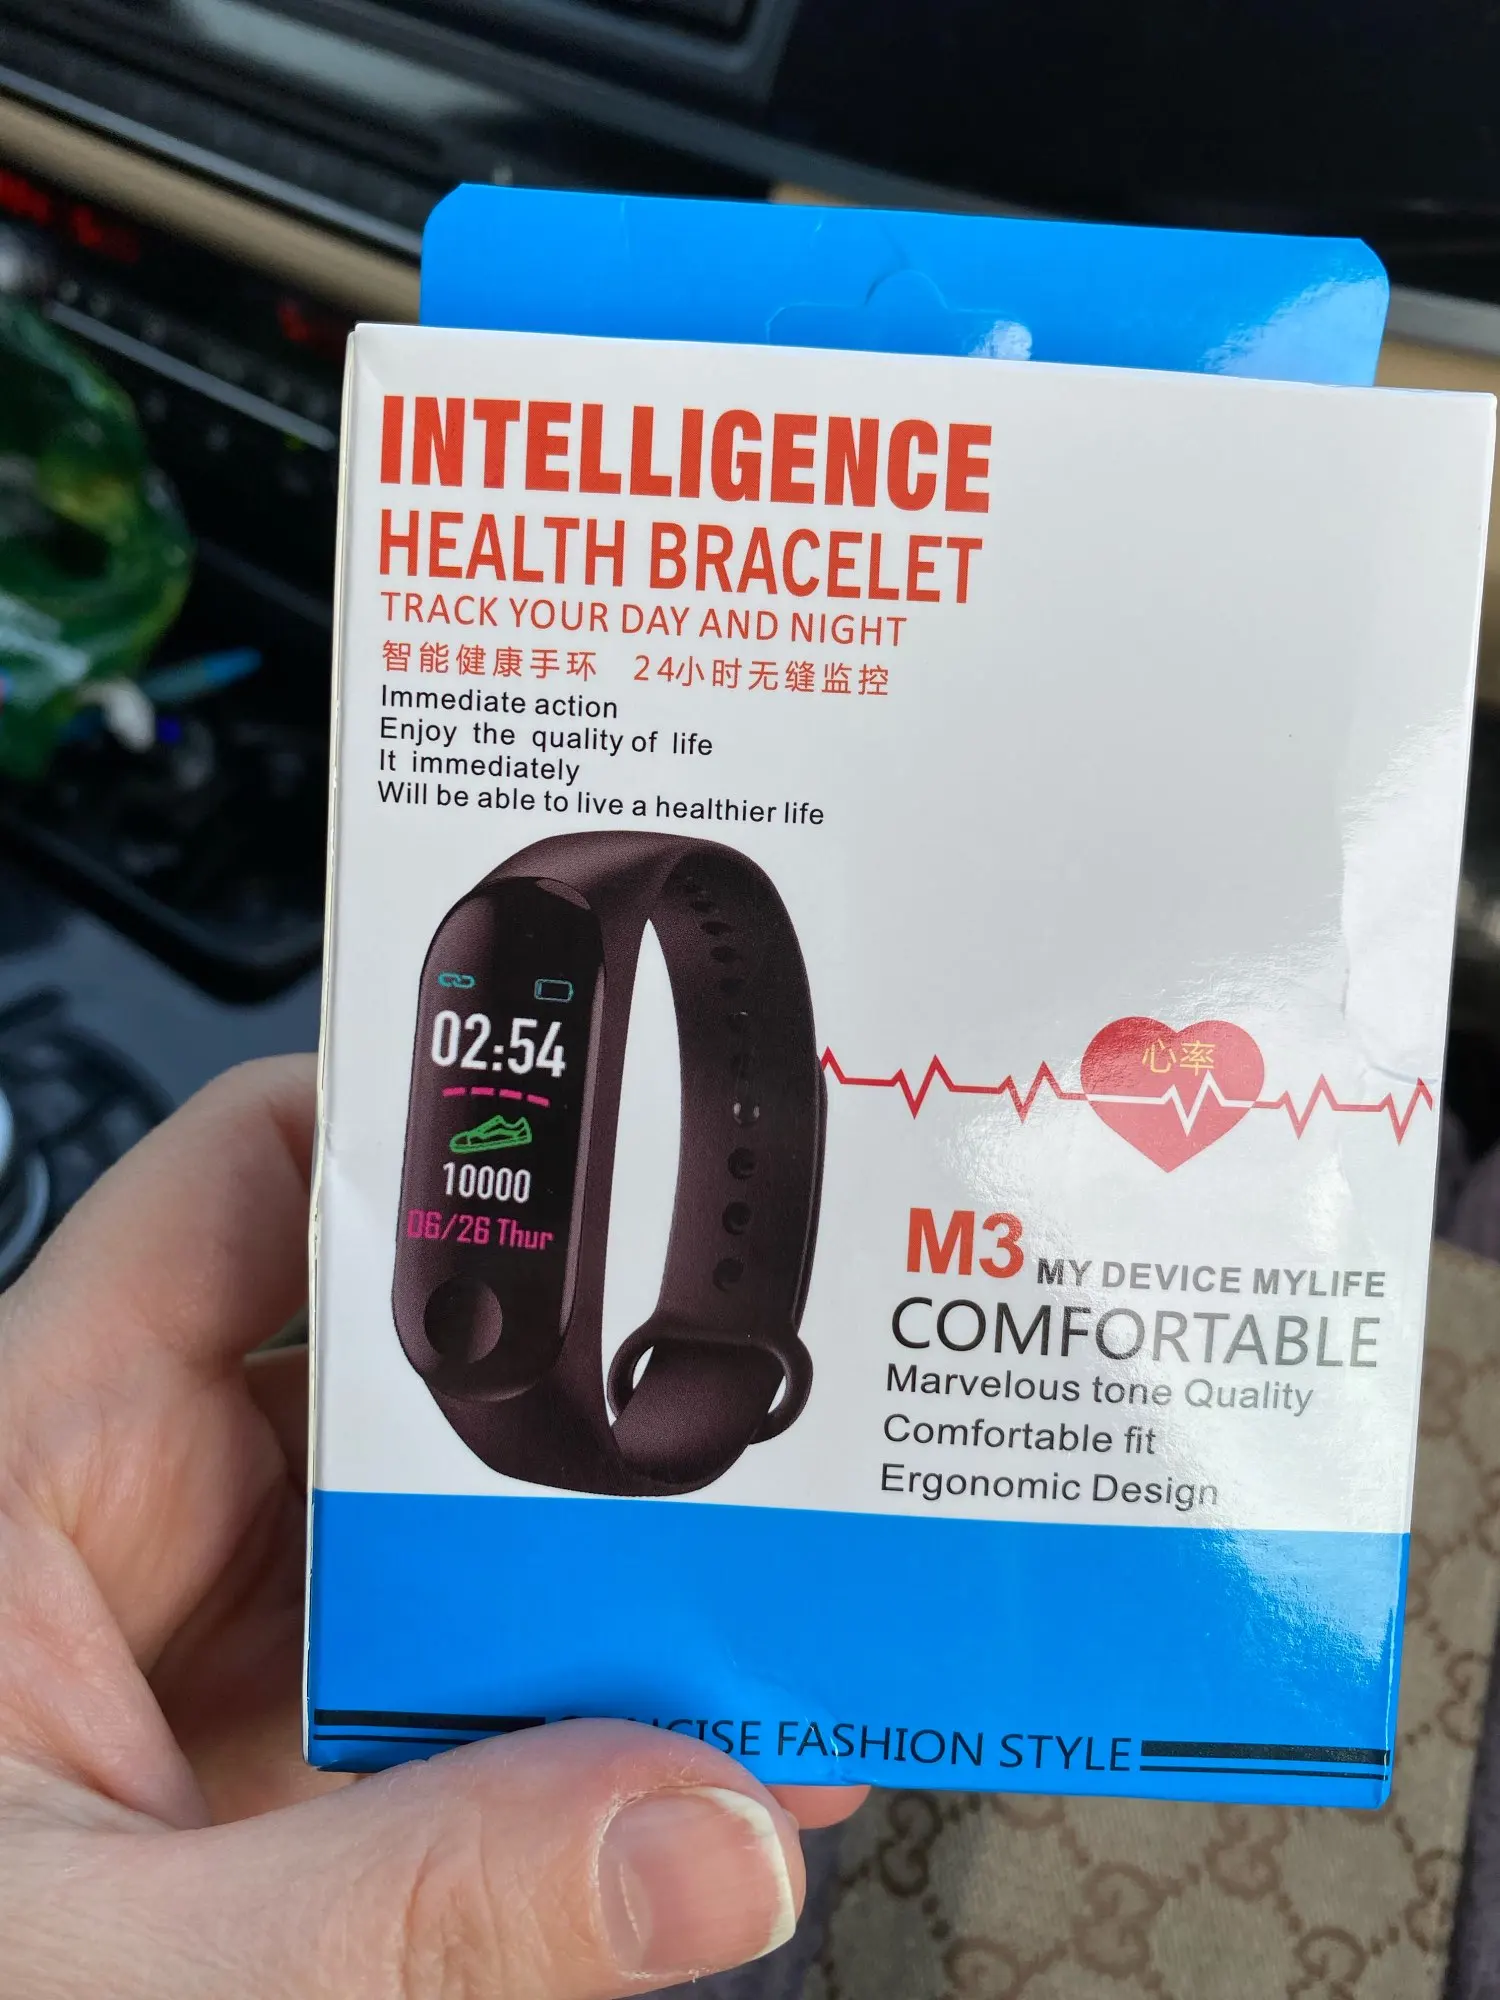 INTELLIGENCE
HEALTH BRACELET
TRACK YOUR DAY AND NIGHT
智能健康手环 24小时无缝监控
Immediate action
Enjoy the quality of life
It immediately
Will be able to live a healthier life
02:54
10000
06/26 Thur
心率
M3 MY DEVICE MYLIFE
COMFORTABLE
Marvelous tone Quality
Comfortable fit
Ergonomic Design
FASHION STYLE